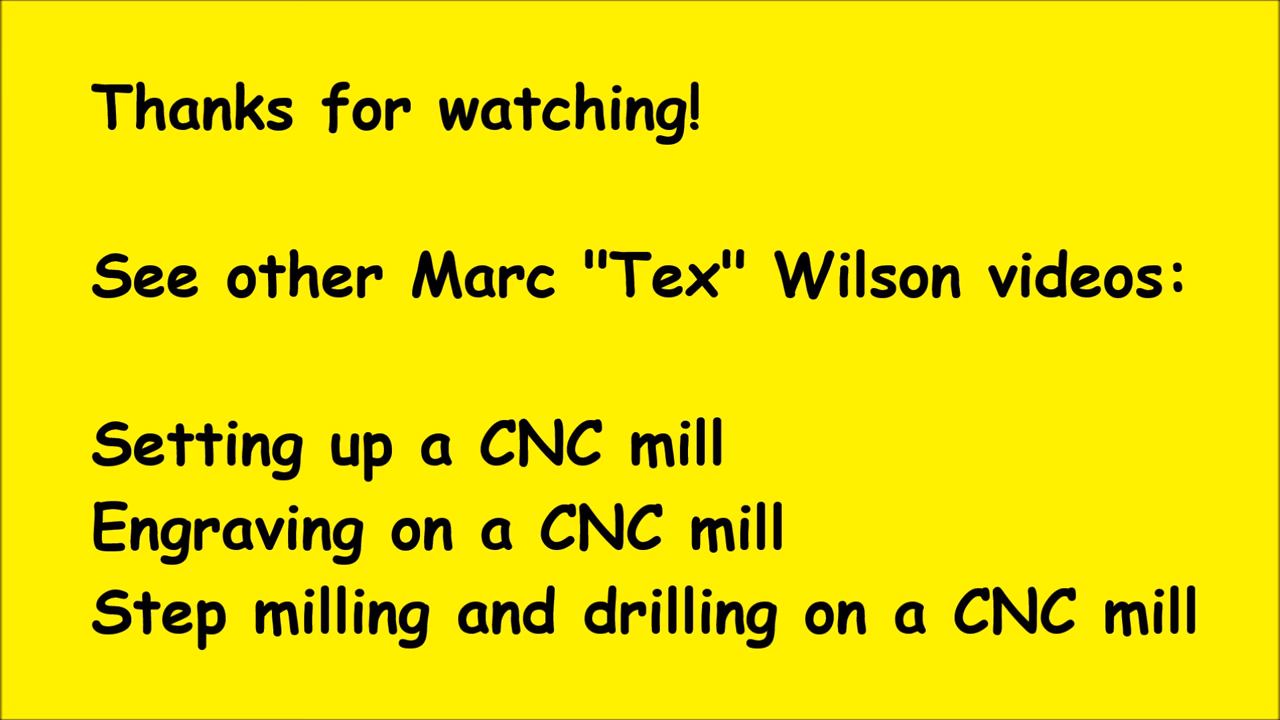 Thanks for watching!
See other Marc "Tex" Wilson videos:
Setting up a CNC mill
Engraving on a CNC mill
Step milling and drilling on a CNC mill